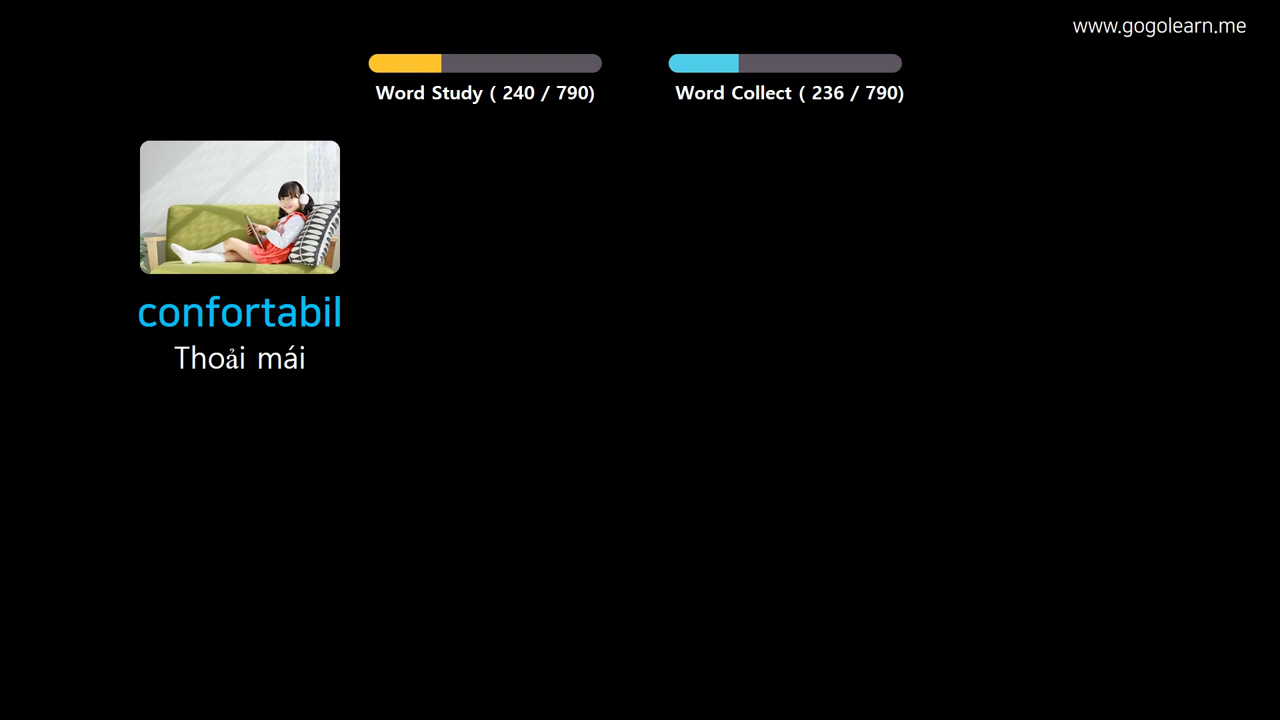 www.gogolearn.me
Word Study ( 240 / 790)
Word Collect ( 236 / 790)
confortabil
Thoải mái